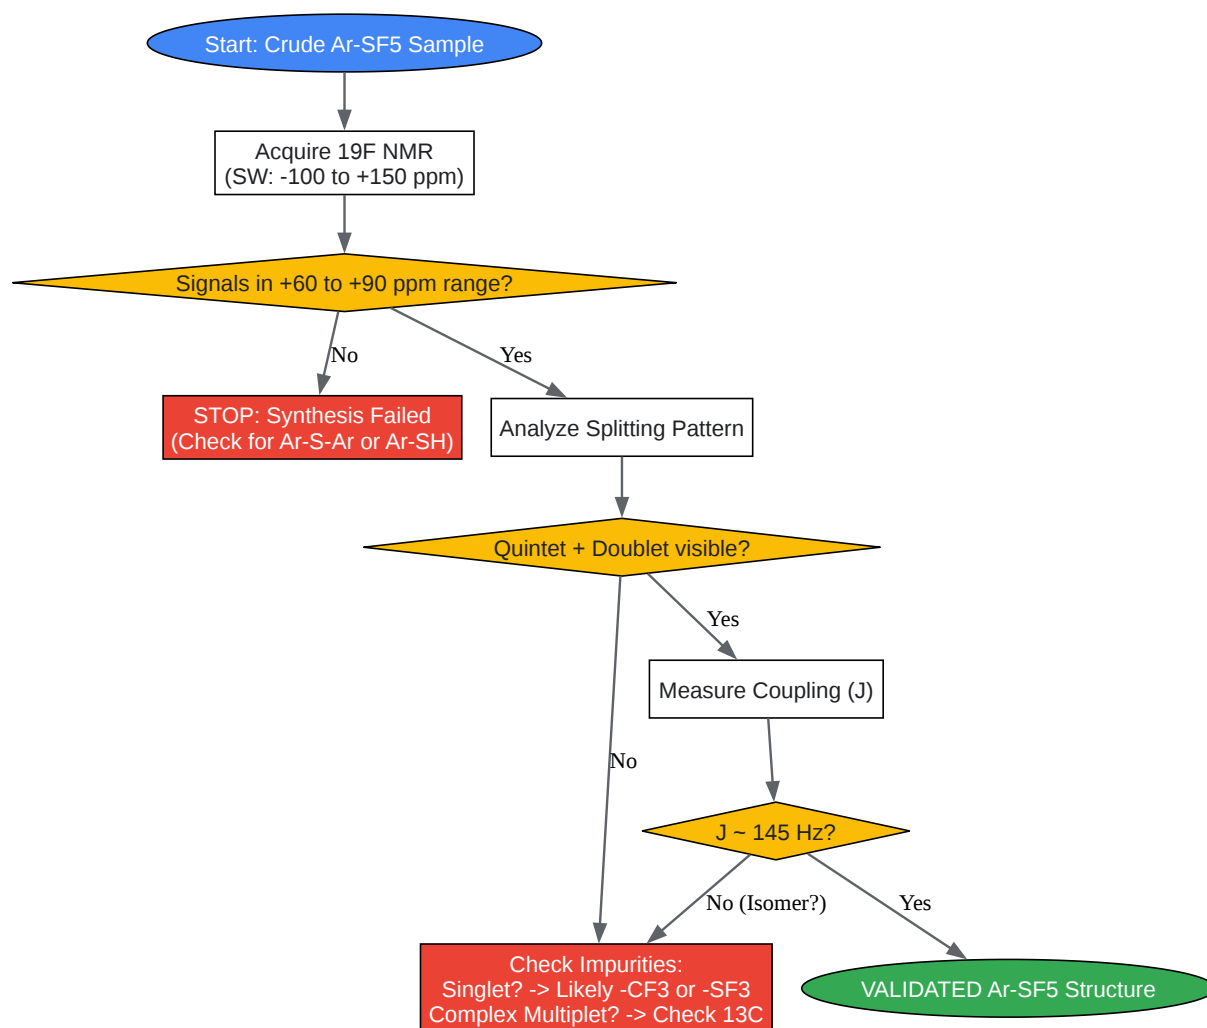 Start: Crude Ar-SF5 Sample
Acquire 19F NMR
(SW: -100 to +150 ppm)
Signals in +60 to +90 ppm range?
No
Yes
STOP: Synthesis Failed
(Check for Ar-S-Ar or Ar-SH)
Analyze Splitting Pattern
Quintet + Doublet visible?
Yes
Measure Coupling (J)
No
J ~ 145 Hz?
No (Isomer?)
Yes
Check Impurities:
Singlet? -> Likely -CF3 or -SF3
Complex Multiplet? -> Check 13C
VALIDATED Ar-SF5 Structure